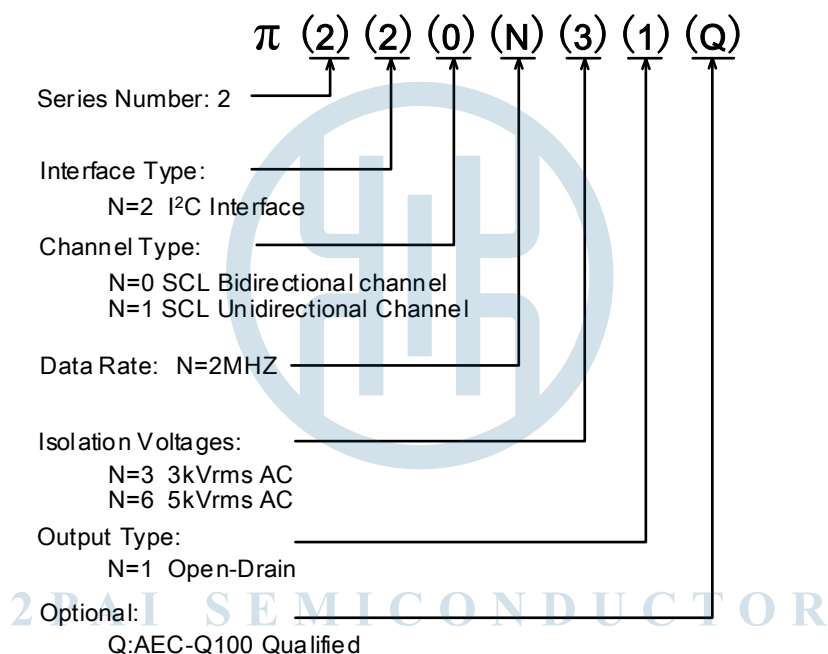 π (2) (2) (0) (N) (3) (1) (Q)
Series Number: 2
Interface Type:
N=2 I²C Interface
Channel Type:
N=0 SCL Bidirectional channel
N=1 SCL Unidirectional Channel
Data Rate: N=2MHZ
Isolation Voltages:
N=3 3kVrms AC
N=6 5kVrms AC
Output Type:
N=1 Open-Drain
2PAI SEMICONDUCTOR
Optional:
Q:AEC-Q100 Qualified